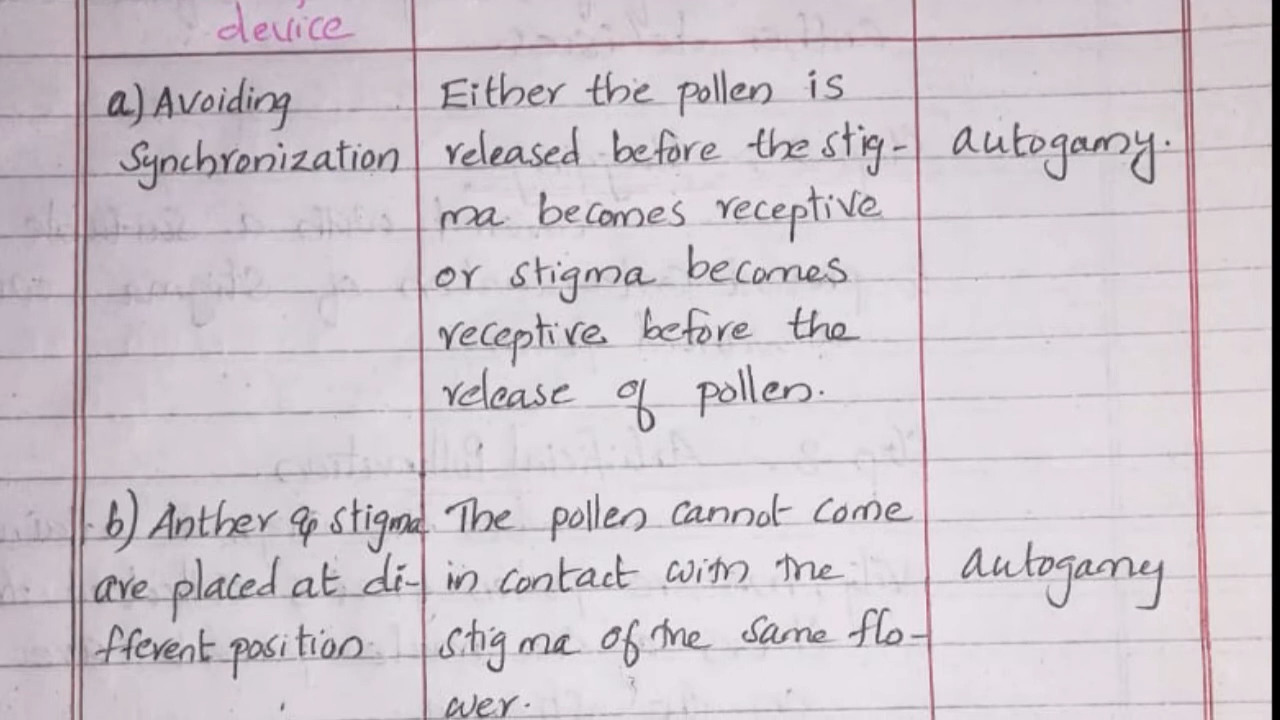 device
a) Avoiding
Synchronization
Either the pollen is
released before the stig-
ma becomes receptive
or stigma becomes
receptive before the
release of pollen.
autogamy.
b) Anther & stigma
are placed at di-
fferent position.
The pollen cannot come
in contact with the
stigma of the same flo-
wer.
autogamy